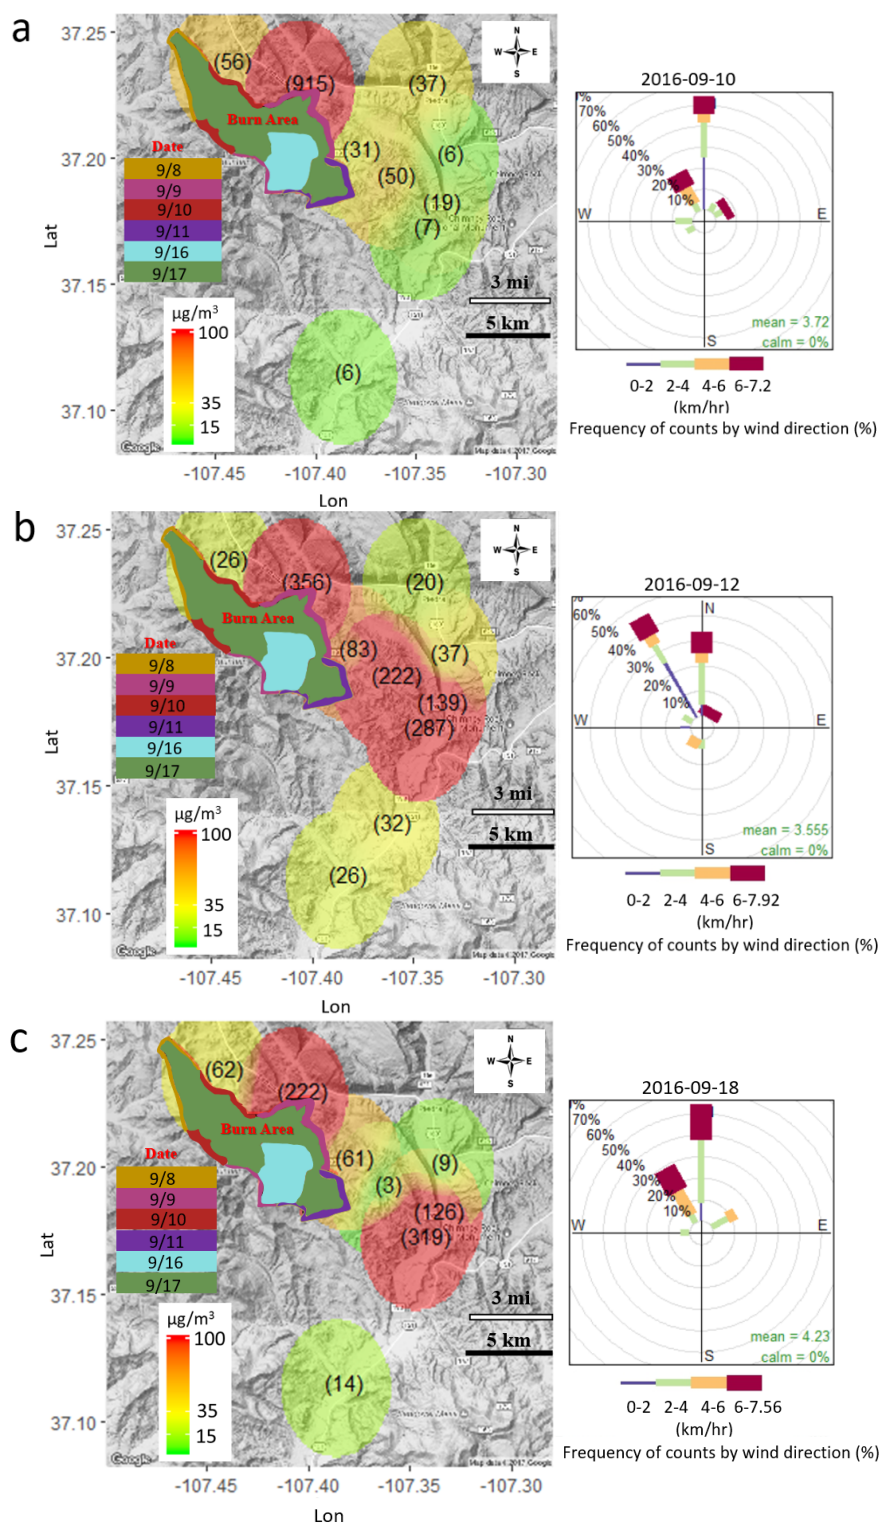 a
37.25
37.20
37.15
37.10
Lat
(56)
(915)
(37)
N
W E
S
Burn Area
(31)
(6)
(50)
(19)
(7)
(6)
Date
9/8
9/9
9/10
9/11
9/16
9/17
3 mi
5 km
µg/m³
100
35
15
Google
Map data ©2017 Google
-107.45
-107.40
-107.35
-107.30
Lon
2016-09-10
70%
60%
50%
40%
30%
20%
10%
W
E
S
mean = 3.72
calm = 0%
0-2 2-4 4-6 6-7.2
(km/hr)
Frequency of counts by wind direction (%)
b
37.25
37.20
37.15
37.10
Lat
(26)
(356)
(20)
N
W E
S
Burn Area
(83)
(37)
(222)
(139)
(287)
(32)
(26)
Date
9/8
9/9
9/10
9/11
9/16
9/17
3 mi
5 km
µg/m³
100
35
15
Google
Map data ©2017 Google
-107.45
-107.40
-107.35
-107.30
Lon
2016-09-12
60%
50%
40%
30%
20%
10%
N
W
E
S
mean = 3.555
calm = 0%
0-2 2-4 4-6 6-7.92
(km/hr)
Frequency of counts by wind direction (%)
c
37.25
37.20
37.15
37.10
Lat
(62)
(222)
N
W E
S
Burn Area
(61)
(9)
(3)
(126)
(319)
(14)
Date
9/8
9/9
9/10
9/11
9/16
9/17
3 mi
5 km
µg/m³
100
35
15
Google
Map data ©2017 Google
-107.45
-107.40
-107.35
-107.30
Lon
2016-09-18
70%
60%
50%
40%
30%
20%
10%
W
E
S
mean = 4.23
calm = 0%
0-2 2-4 4-6 6-7.56
(km/hr)
Frequency of counts by wind direction (%)